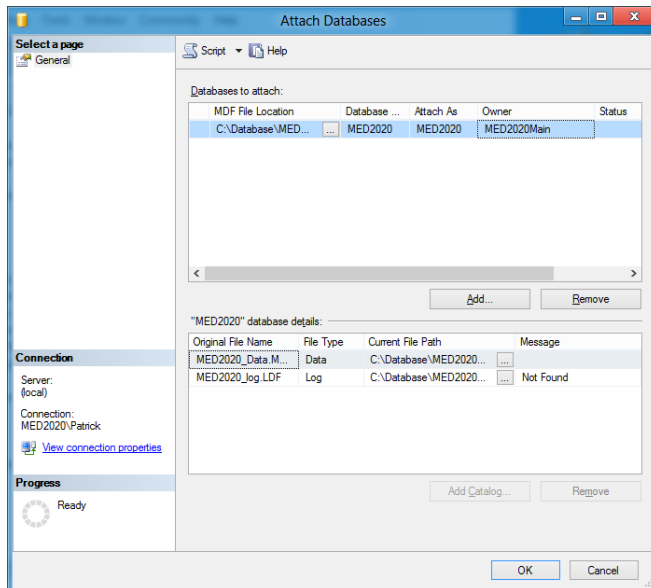 Attach Databases
Select a page
General
Script Help
Databases to attach:
MDF File Location Database ... Attach As Owner Status
C:\Database\MED... ... MED2020 MED2020 MED2020Main
Add... Remove
"MED2020" database details:
Original File Name File Type Current File Path Message
MED2020_Data.M... Data C:\Database\MED2020... ...
MED2020_log.LDF Log C:\Database\MED2020... ... Not Found
Connection
Server:
(local)
Connection:
MED2020\Patrick
View connection properties
Progress
Ready
Add Catalog... Remove
OK Cancel